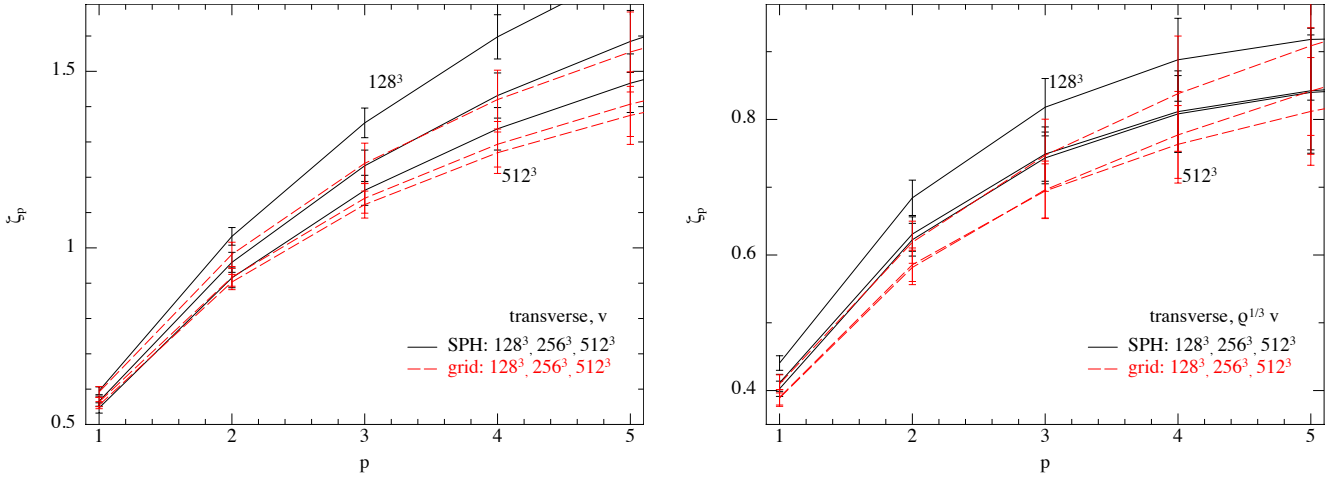 1.5
1
0.5
ζp
128³
512³
transverse, v
SPH: 128³, 256³, 512³
grid: 128³, 256³, 512³
1 2 3 4 5
p
0.8
0.6
0.4
ζp
128³
512³
transverse, ϱ1/3 v
SPH: 128³, 256³, 512³
grid: 128³, 256³, 512³
1 2 3 4 5
p